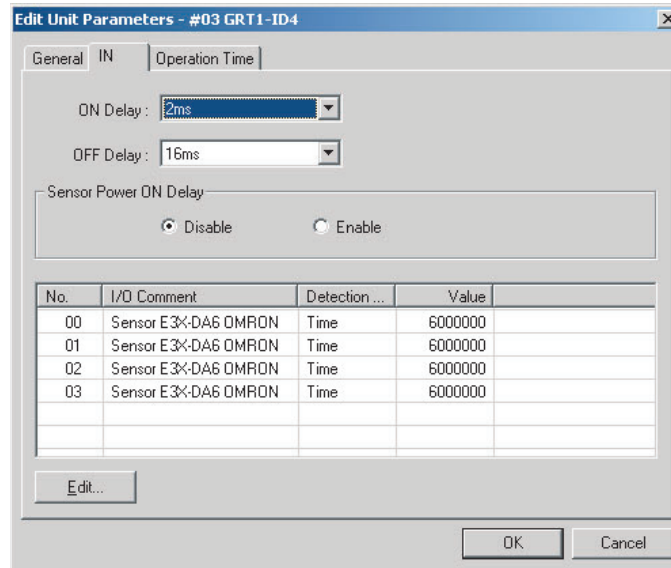 Edit Unit Parameters - #03 GRT1-ID4
General IN Operation Time
ON Delay : 2ms
OFF Delay : 16ms
Sensor Power ON Delay
Disable Enable
No. I/O Comment Detection ... Value
00 Sensor E3X-DA6 OMRON Time 6000000
01 Sensor E3X-DA6 OMRON Time 6000000
02 Sensor E3X-DA6 OMRON Time 6000000
03 Sensor E3X-DA6 OMRON Time 6000000
Edit...
OK Cancel